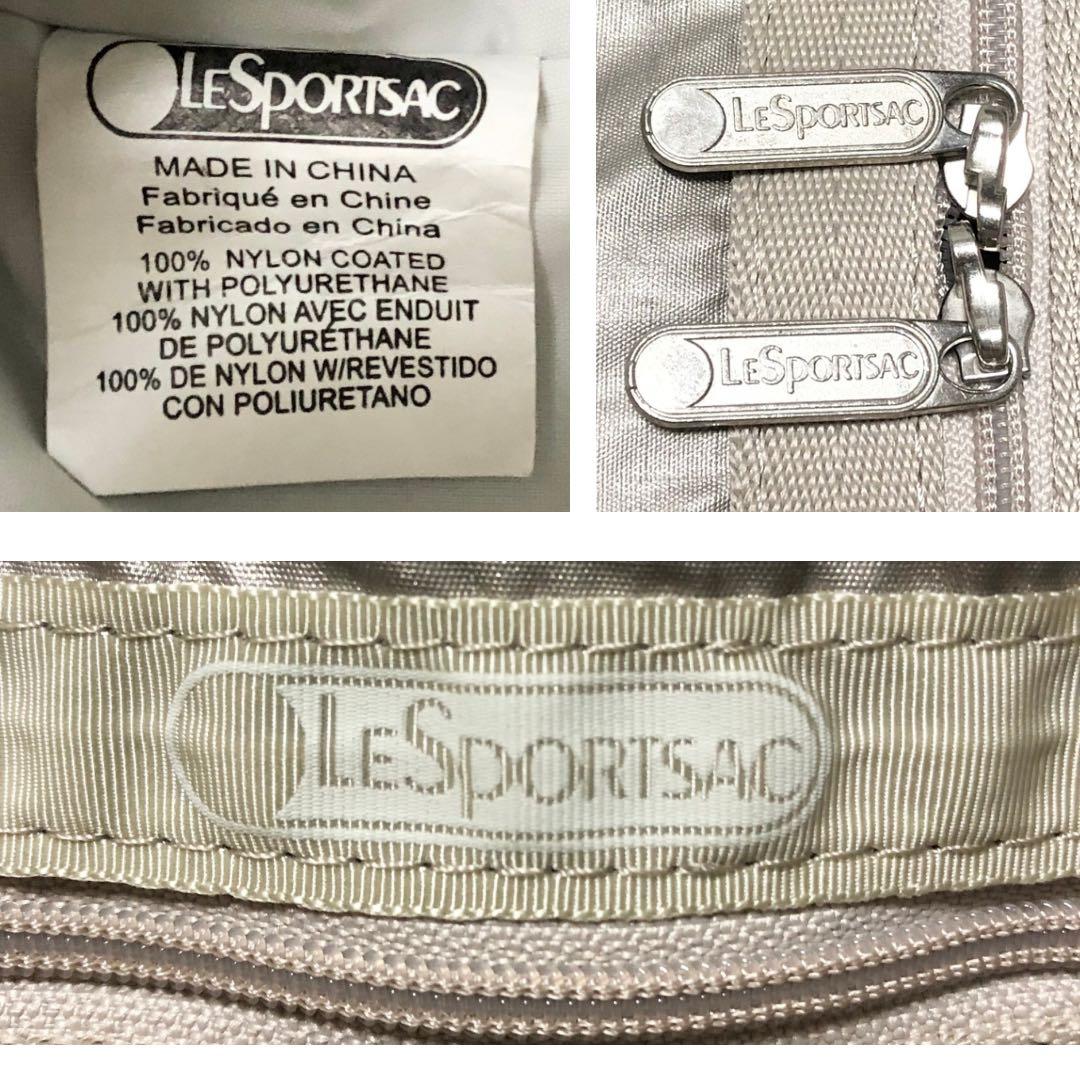 LESPORTSAC
MADE IN CHINA
Fabriqué en Chine
Fabricado en China
100% NYLON COATED
WITH POLYURETHANE
100% NYLON AVEC ENDUIT
DE POLYURÉTHANE
100% DE NYLON W/REVESTIDO
CON POLIURETANO
LESPORTSAC
LESPORTSAC
LESPORTSAC